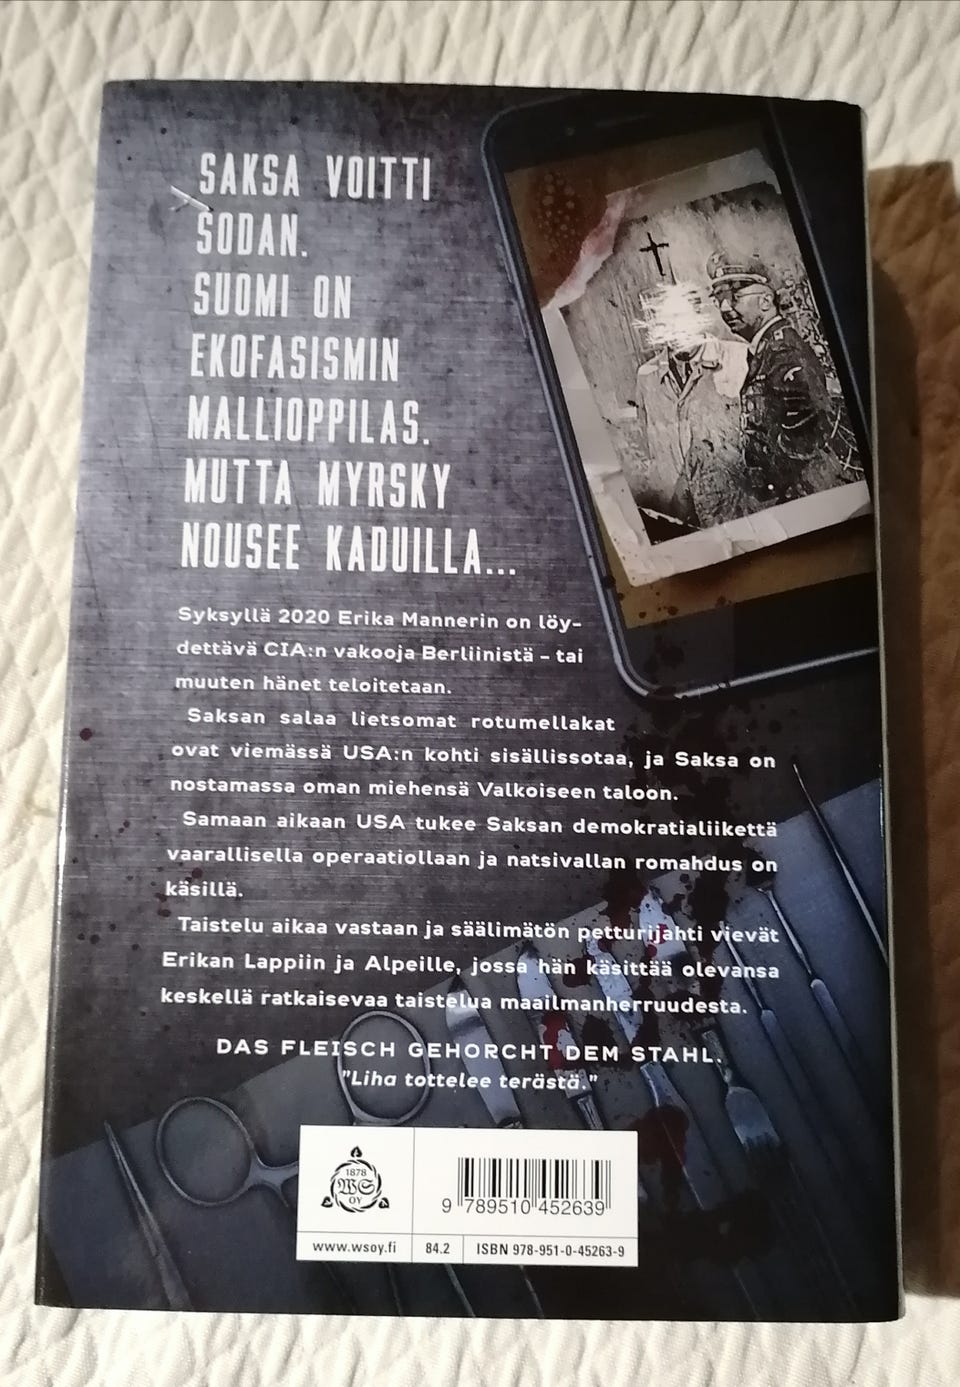 SAKSA VOITTI
SODAN.
SUOMI ON
EKOFASISMIN
MALLIOPPILAS.
MUTTA MYRSKY
NOUSEE KADUILLA...
Syksyllä 2020 Erika Mannerin on löy-
dettävä CIA:n vakooja Berliinistä – tai
muuten hänet teloitetaan.
Saksan salaa lietsomat rotumellakat
ovat viemässä USA:n kohti sisällissotaa, ja Saksa on
nostamassa oman miehensä Valkoiseen taloon.
Samaan aikaan USA tukee Saksan demokratialiikettä
vaarallisella operaatiollaan ja natsivallan romahdus on
käsillä.
Taistelu aikaa vastaan ja säälimätön petturijahti vievät
Erikan Lappiin ja Alpeille, jossa hän käsittää olevansa
keskellä ratkaisevaa taistelua maailmanherruudesta.
DAS FLEISCH GEHORCHT DEM STAHL.
"Liha tottelee terästä."
1878
WS
OY
9 789510 452639
www.wsoy.fi 84.2 ISBN 978-951-0-45263-9